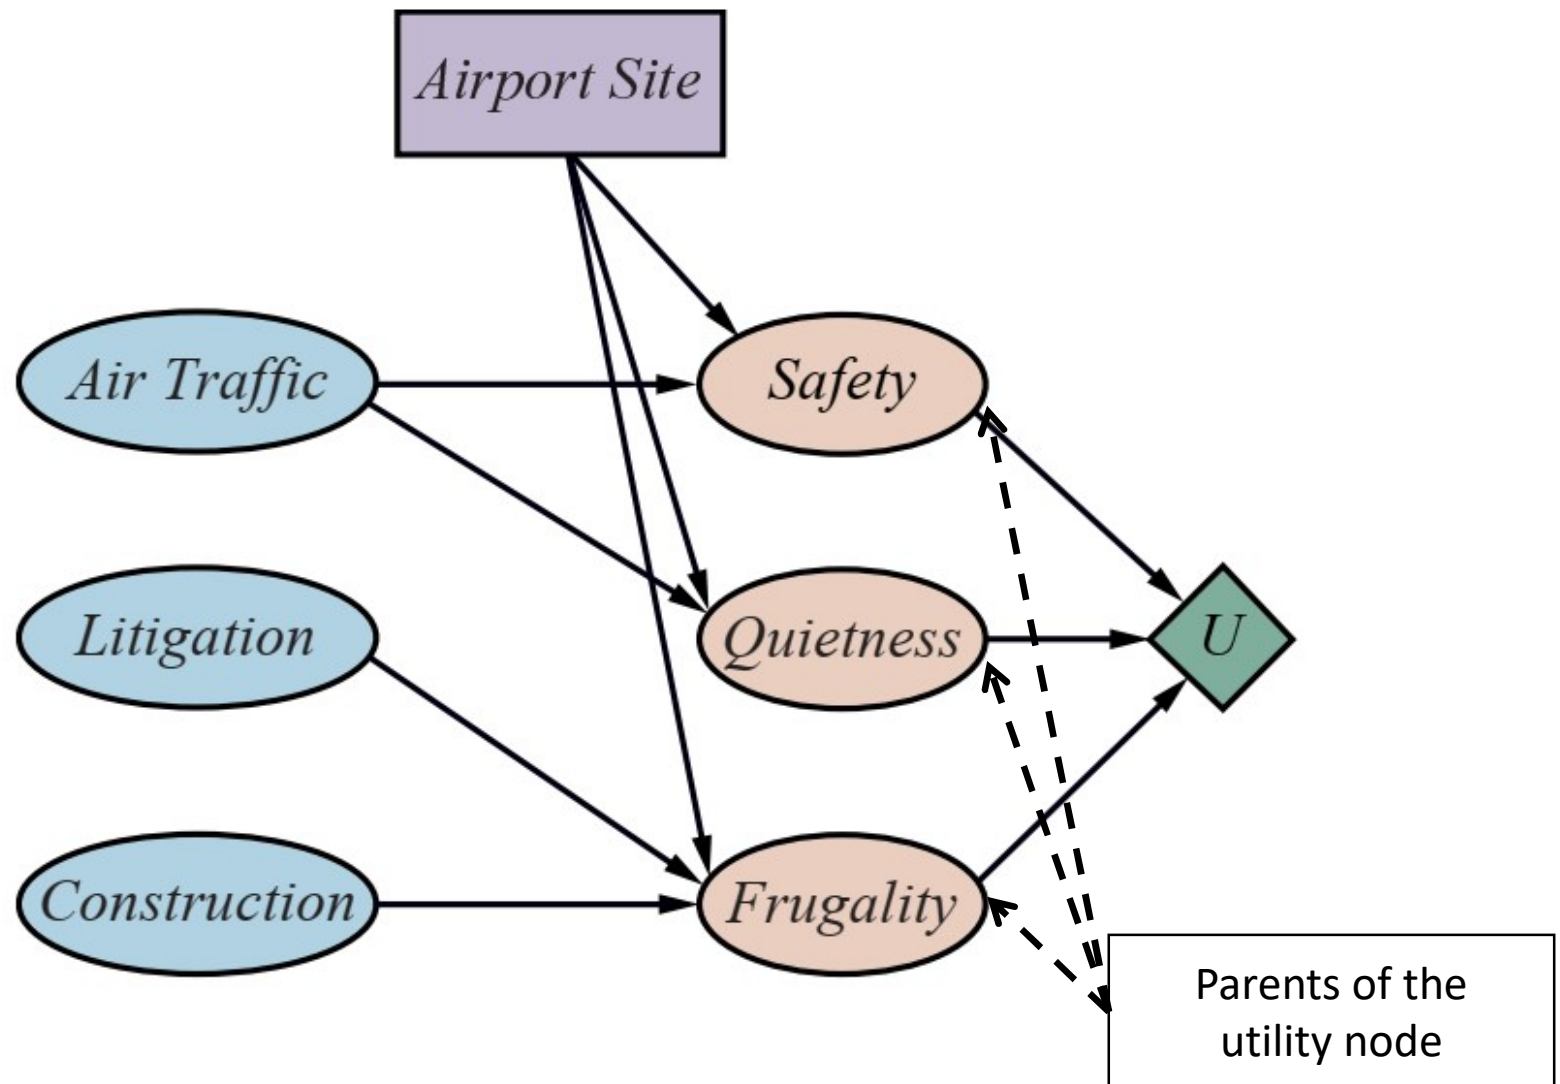 Airport Site
Air Traffic
Safety
Litigation
Quietness
U
Construction
Frugality
Parents of the
utility node